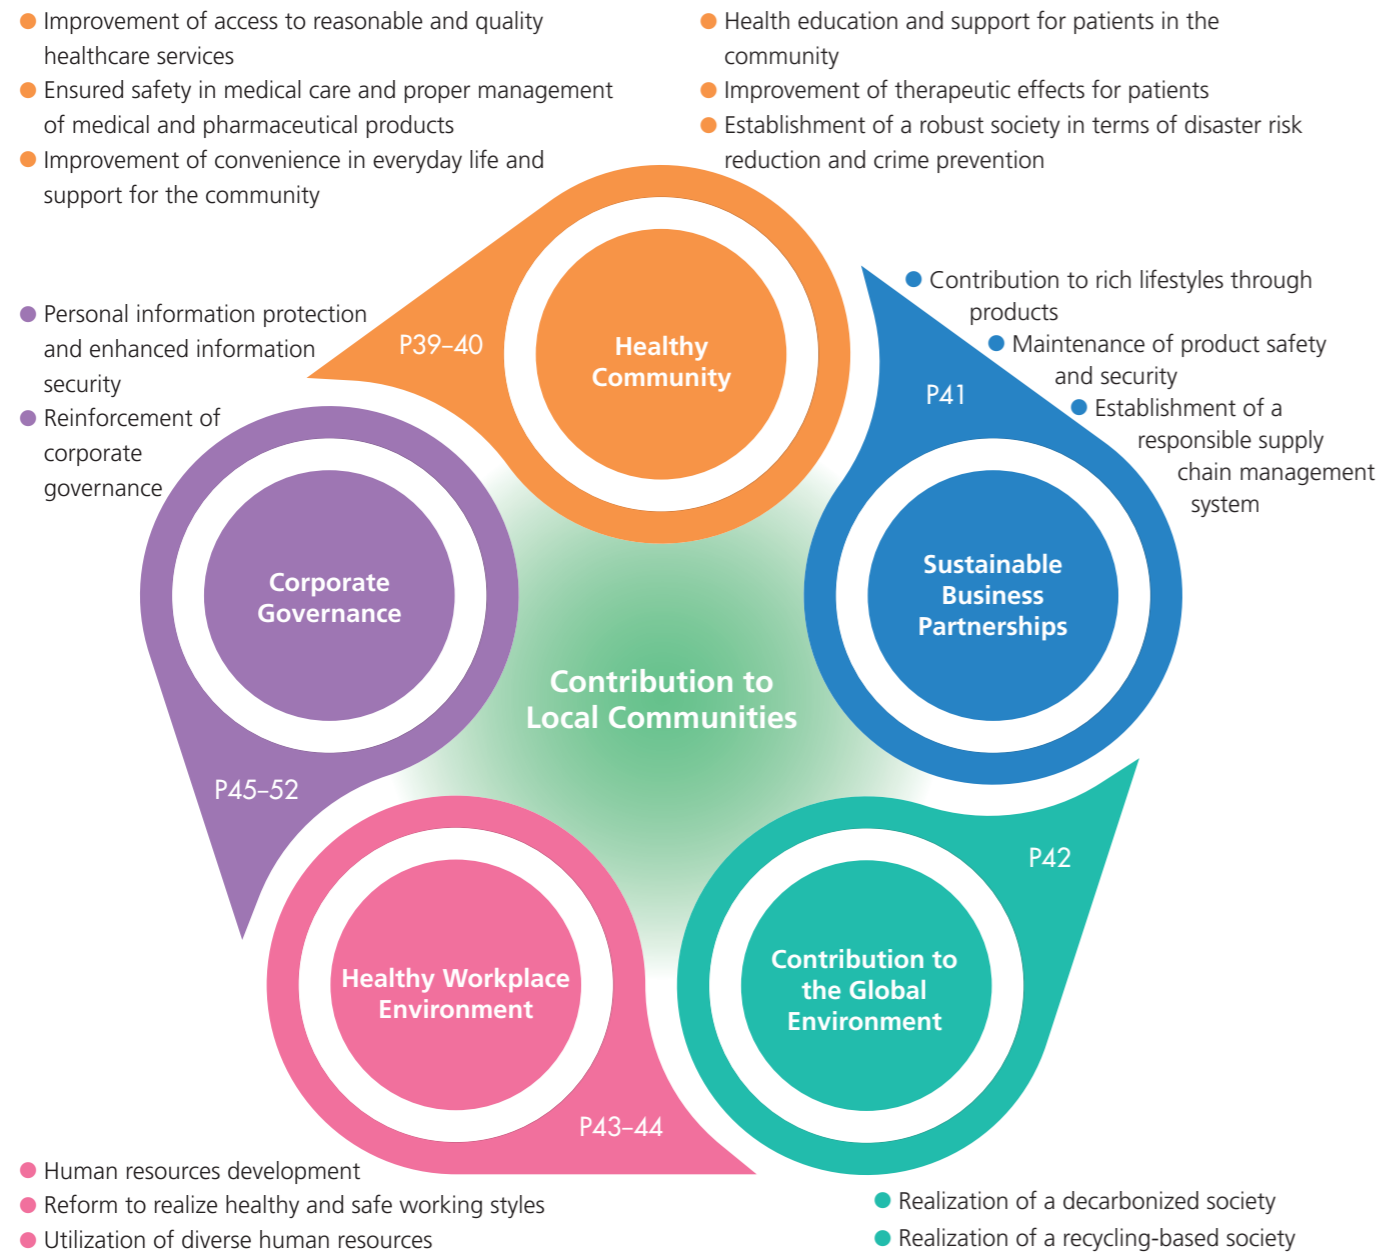 Improvement of access to reasonable and quality
healthcare services
Ensured safety in medical care and proper management
of medical and pharmaceutical products
Improvement of convenience in everyday life and
support for the community
Health education and support for patients in the
community
Improvement of therapeutic effects for patients
Establishment of a robust society in terms of disaster risk
reduction and crime prevention
P39–40
Healthy
Community
Contribution to rich lifestyles through
products
Maintenance of product safety
and security
Establishment of a
responsible supply
chain management
system
P41
Sustainable
Business
Partnerships
Personal information protection
and enhanced information
security
Reinforcement of
corporate
governance
Corporate
Governance
P45–52
Contribution to
Local Communities
P42
Contribution to
the Global
Environment
Realization of a decarbonized society
Realization of a recycling-based society
Healthy Workplace
Environment
P43–44
Human resources development
Reform to realize healthy and safe working styles
Utilization of diverse human resources